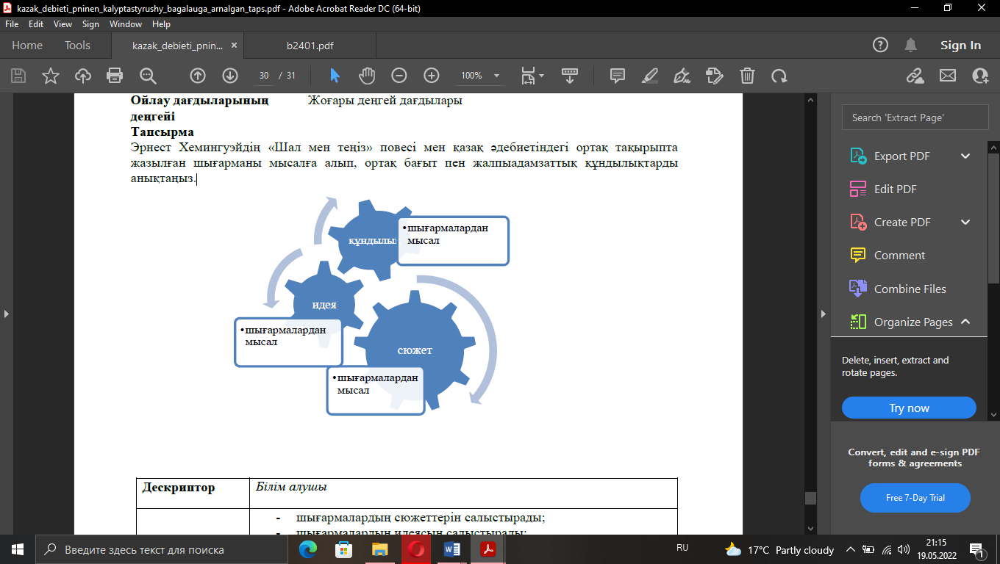 kazak_debieti_pninen_kalyptastyrushy_bagalauga_arnalgan_taps.pdf - Adobe Acrobat Reader DC (64-bit)
File Edit View Sign Window Help
Home Tools kazak_debieti_pnin... × b2401.pdf Sign In
30 / 31 100%
Ойлау дағдыларының Жоғары деңгей дағдылары
деңгейі
Тапсырма
Эрнест Хемингуэйдің «Шал мен теңіз» повесі мен қазақ әдебиетіндегі ортақ тақырыпта
жазылған шығарманы мысалға алып, ортақ бағыт пен жалпыадамзаттық құндылықтарды
анықтаңыз.
құндылы
•шығармалардан
мысал
идея
•шығармалардан
мысал
сюжет
•шығармалардан
мысал
Дескриптор Білім алушы
- шығармалардың сюжеттерін салыстырады;
- шығармалардың идеясын салыстырады;
Search 'Extract Page'
Export PDF
Edit PDF
Create PDF
Comment
Combine Files
Organize Pages
Delete, insert, extract and
rotate pages.
Try now
Convert, edit and e-sign PDF
forms & agreements
Free 7-Day Trial
Введите здесь текст для поиска
RU
17°C Partly cloudy
21:15
19.05.2022
1